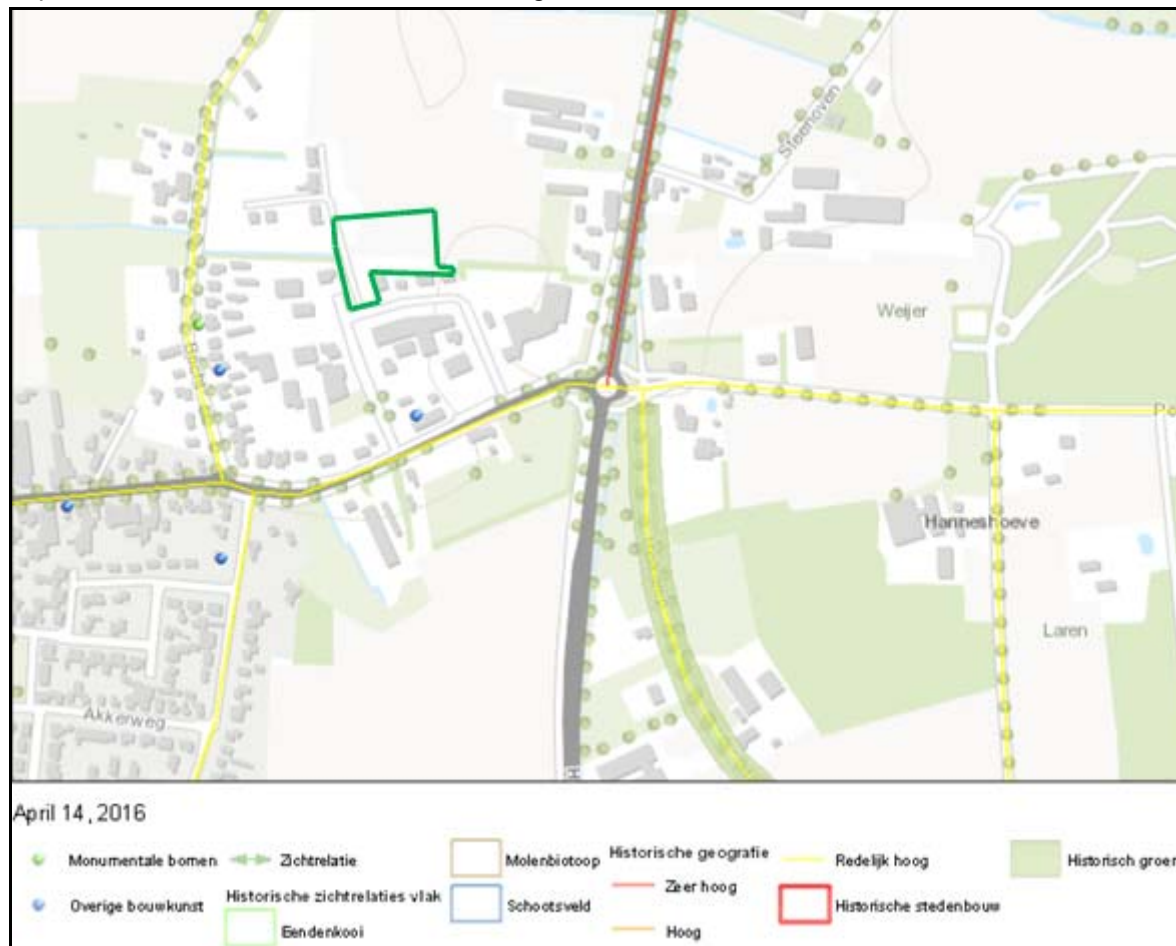 Steenoven
Weijer
Pe
Hanneshoeve
Laren
Akkerweg
H
April 14, 2016
Monumentale bomen
Zichtrelatie
Molenbiotoop
Historische geografie
Redelijk hoog
Historisch groen
Overige bouwkunst
Historische zichtrelaties vlak
Schootsveld
Zeer hoog
Historische stedenbouw
Eendenkooi
Hoog